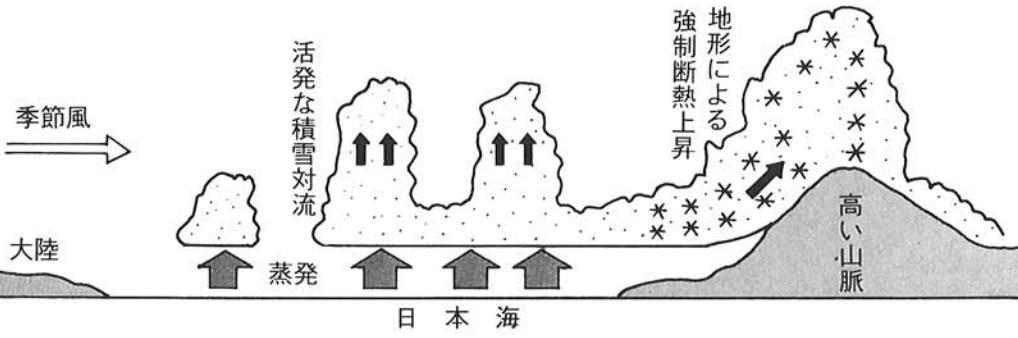 季節風
大陸
蒸発
活発な積雪対流
地形による
強制断熱上昇
高い山脈
日本海